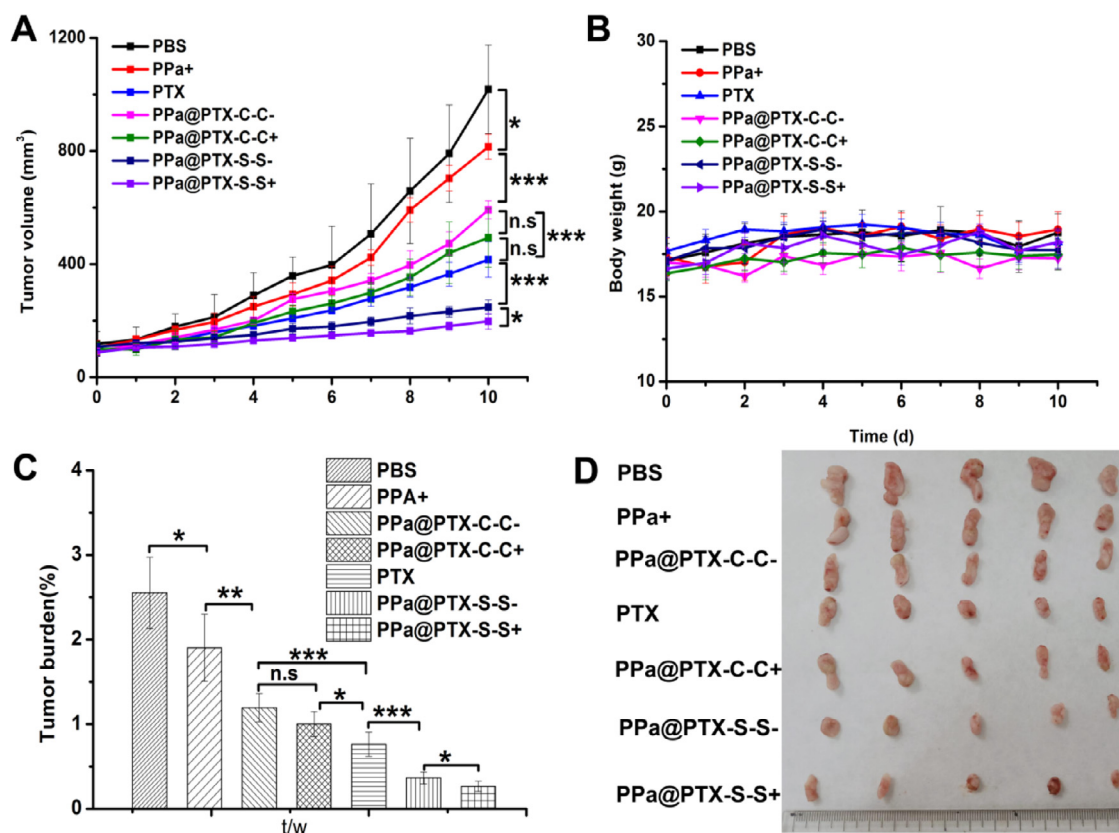 A
1200
800
400
0
Tumor volume (mm³)
0 2 4 6 8 10
PBS
PPa+
PTX
PPa@PTX-C-C-
PPa@PTX-C-C+
PPa@PTX-S-S-
PPa@PTX-S-S+
*
***
n.s
n.s
***
***
*
B
30
25
20
15
10
Body weight (g)
0 2 4 6 8 10
Time (d)
PBS
PPa+
PTX
PPa@PTX-C-C-
PPa@PTX-C-C+
PPa@PTX-S-S-
PPa@PTX-S-S+
C
4
3
2
1
0
Tumor burden(%)
t/w
PBS
PPA+
PPa@PTX-C-C-
PPa@PTX-C-C+
PTX
PPa@PTX-S-S-
PPa@PTX-S-S+
*
**
***
n.s
*
***
*
D
PBS
PPa+
PPa@PTX-C-C-
PTX
PPa@PTX-C-C+
PPa@PTX-S-S-
PPa@PTX-S-S+